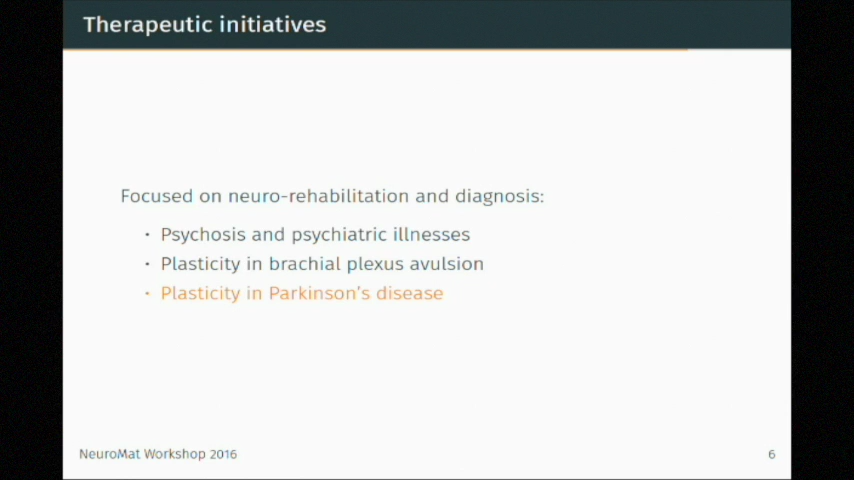 Therapeutic initiatives
Focused on neuro-rehabilitation and diagnosis:
· Psychosis and psychiatric illnesses
· Plasticity in brachial plexus avulsion
· Plasticity in Parkinson's disease
NeuroMat Workshop 2016
6